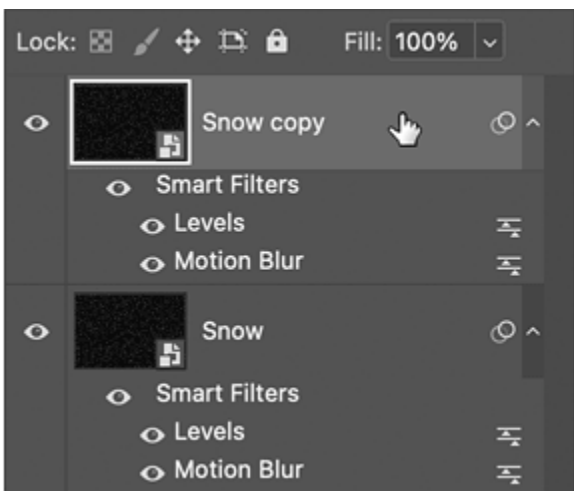 Lock: Fill: 100%
Snow copy
Smart Filters
Levels
Motion Blur
Snow
Smart Filters
Levels
Motion Blur